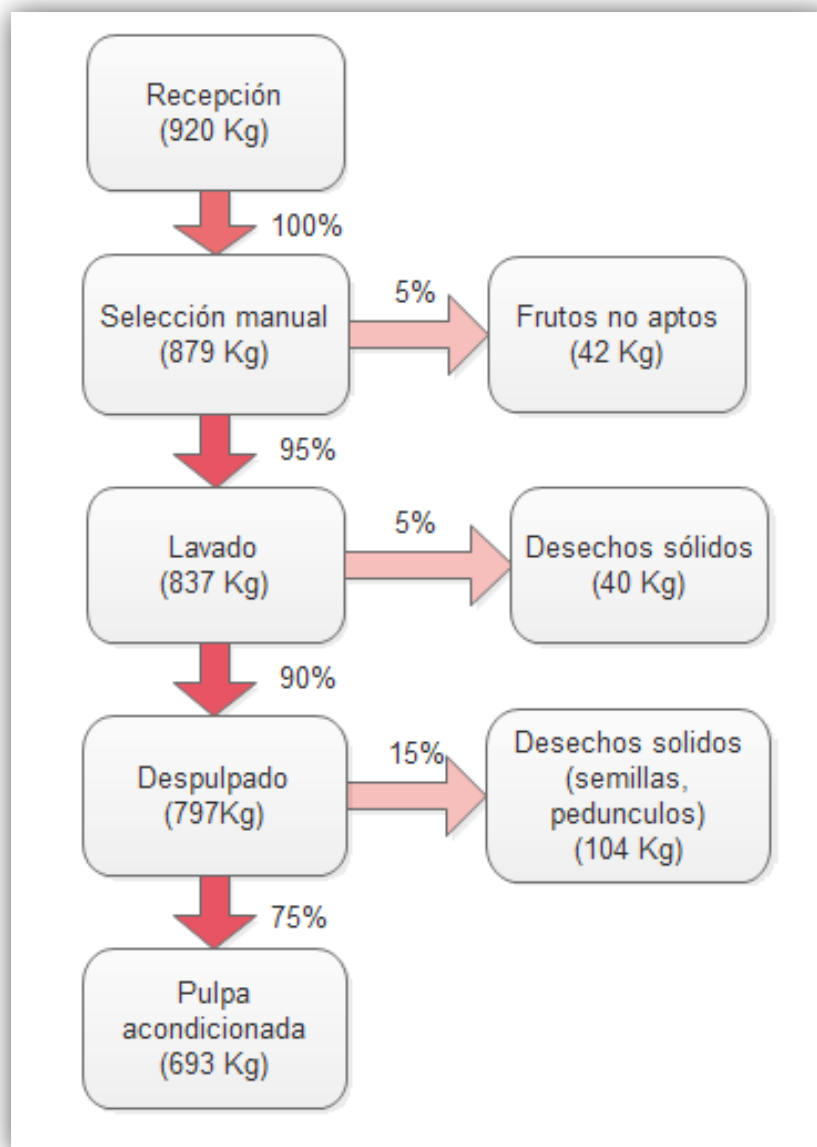 Recepción
(920 Kg)
100%
Selección manual
(879 Kg)
5%
Frutos no aptos
(42 Kg)
95%
Lavado
(837 Kg)
5%
Desechos sólidos
(40 Kg)
90%
Despulpado
(797Kg)
15%
Desechos solidos
(semillas,
pedunculos)
(104 Kg)
75%
Pulpa
acondicionada
(693 Kg)